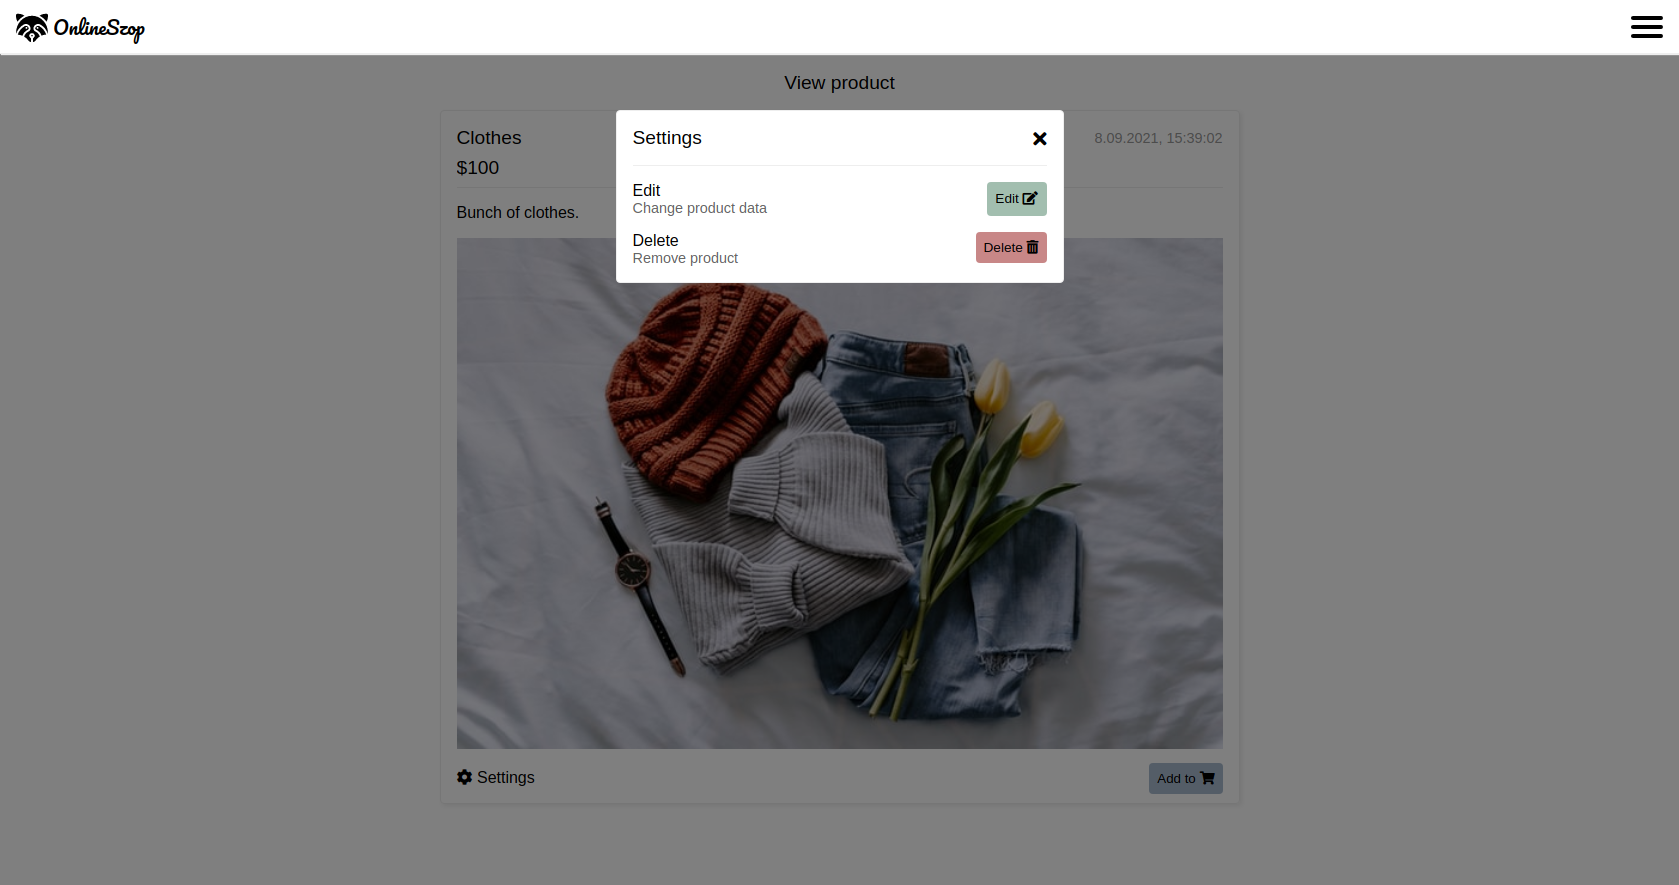 OnlineSzop
View product
Clothes
8.09.2021, 15:39:02
$100
Bunch of clothes.
Settings
Edit
Change product data
Edit
Delete
Remove product
Delete
Settings
Add to